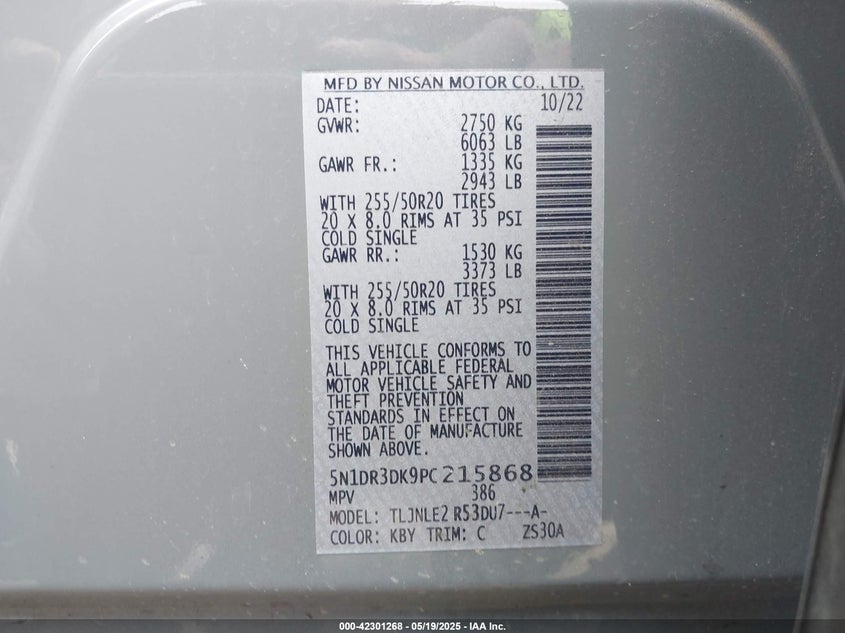 MFD BY NISSAN MOTOR CO., LTD.
DATE: 10/22
GVWR: 2750 KG
6063 LB
GAWR FR.: 1335 KG
2943 LB
WITH 255/50R20 TIRES
20 X 8.0 RIMS AT 35 PSI
COLD SINGLE
GAWR RR.: 1530 KG
3373 LB
WITH 255/50R20 TIRES
20 X 8.0 RIMS AT 35 PSI
COLD SINGLE
THIS VEHICLE CONFORMS TO
ALL APPLICABLE FEDERAL
MOTOR VEHICLE SAFETY AND
THEFT PREVENTION
STANDARDS IN EFFECT ON
THE DATE OF MANUFACTURE
SHOWN ABOVE.
5N1DR3DK9PC215868
MPV 386
MODEL: TLJNLE2 R53DU7---A-
COLOR: KBY TRIM: C ZS30A
000-42301268 - 05/19/2025 - IAA Inc.